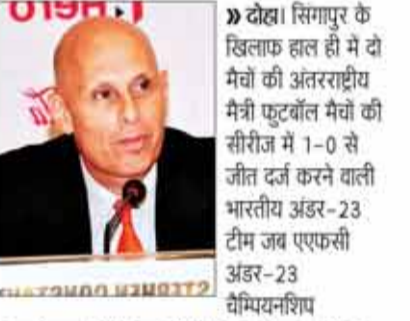 » दोहा। सिंगापुर के
खिलाफ हाल ही में दो
मैचों की अंतरराष्ट्रीय
मैत्री फुटबॉल मैचों की
सीरीज में 1-0 से
जीत दर्ज करने वाली
भारतीय अंडर-23
टीम जब एएफसी
अंडर-23
चैम्पियनशिप